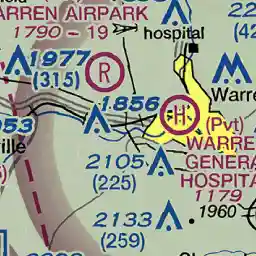 ARREN AIRPARK
1790 - 19
hospital
1977
(315)
R
1856
H
(Pvt)
WARRE
GENERA
HOSPITA
1179
2105
(225)
1960
2133
(259)
ville
Warre